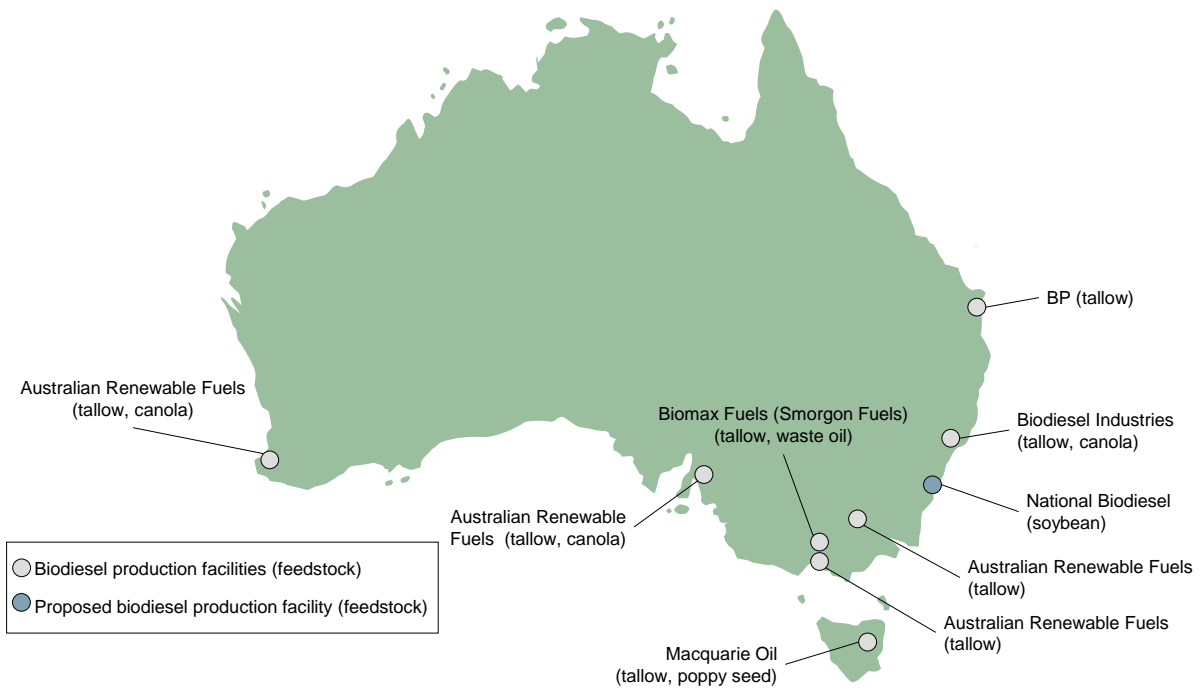 BP (tallow)
Australian Renewable Fuels
(tallow, canola)
Biomax Fuels (Smorgon Fuels)
(tallow, waste oil)
Biodiesel Industries
(tallow, canola)
Australian Renewable
Fuels (tallow, canola)
National Biodiesel
(soybean)
Biodiesel production facilities (feedstock)
Proposed biodiesel production facility (feedstock)
Australian Renewable Fuels
(tallow)
Australian Renewable Fuels
(tallow)
Macquarie Oil
(tallow, poppy seed)